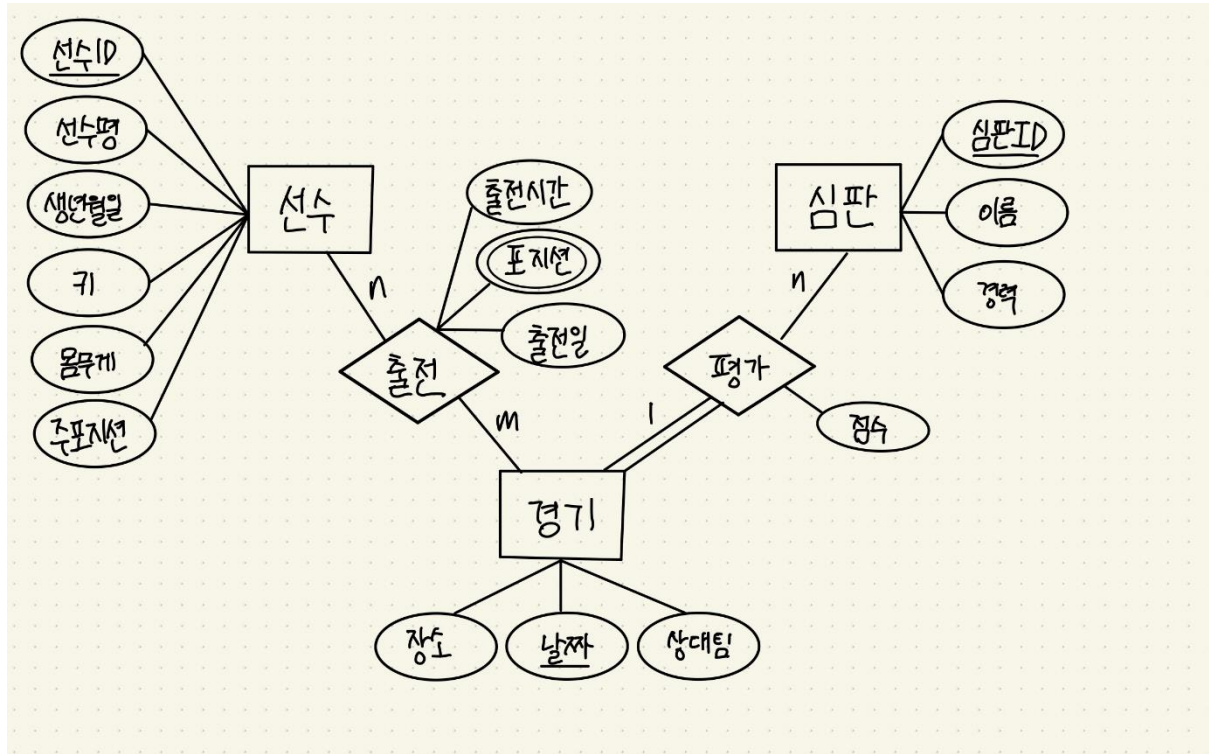 선수ID
선수명
생년월일
키
몸무게
주포지션
선수
n
출전시간
포지션
출전일
출전
m
심판
심판ID
이름
경력
n
평가
점수
1
경기
장소
날짜
상대팀